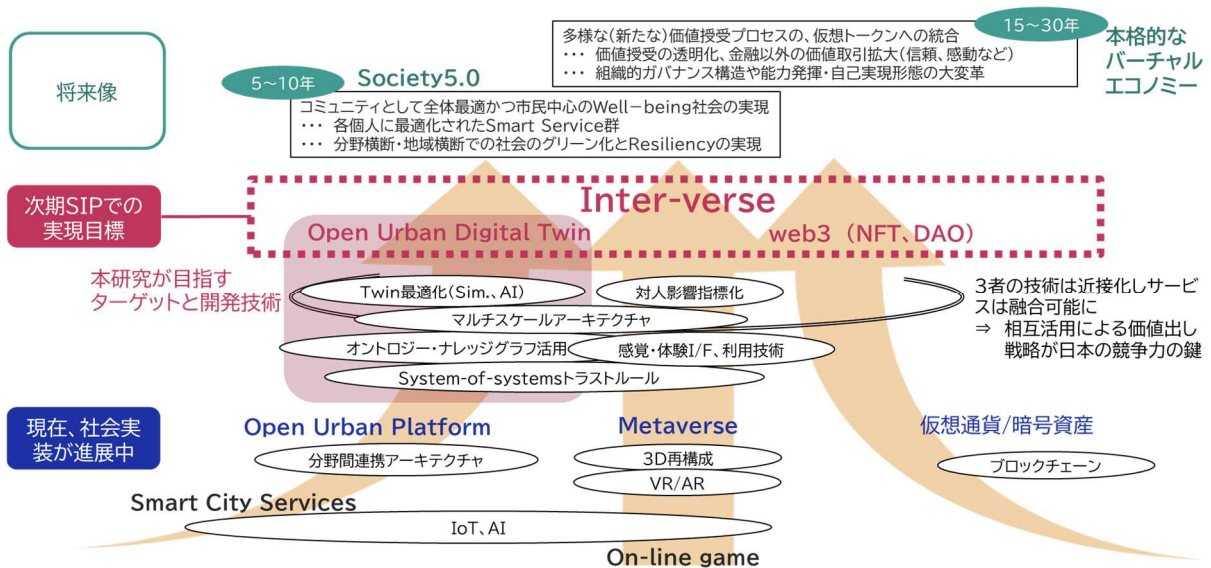 15～30年
多様な(新たな)価値授受プロセスの、仮想トークンへの統合
･･･ 価値授受の透明化、金融以外の価値取引拡大(信頼、感動など)
･･･ 組織的ガバナンス構造や能力発揮・自己実現形態の大変革
本格的な
バーチャル
エコノミー
将来像
5～10年
Society5.0
コミュニティとして全体最適かつ市民中心のWell−being社会の実現
･･･ 各個人に最適化されたSmart Service群
･･･ 分野横断・地域横断での社会のグリーン化とResiliencyの実現
次期SIPでの
実現目標
Inter-verse
Open Urban Digital Twin
web3（NFT、DAO）
本研究が目指す
ターゲットと開発技術
Twin最適化(Sim.、AI)
対人影響指標化
マルチスケールアーキテクチャ
オントロジー・ナレッジグラフ活用
感覚・体験I/F、利用技術
System-of-systemsトラストルール
３者の技術は近接化しサービ
スは融合可能に
⇒ 相互活用による価値出し
戦略が日本の競争力の鍵
現在、社会実
装が進展中
Open Urban Platform
Metaverse
仮想通貨/暗号資産
分野間連携アーキテクチャ
3D再構成
VR/AR
ブロックチェーン
Smart City Services
IoT、AI
On-line game